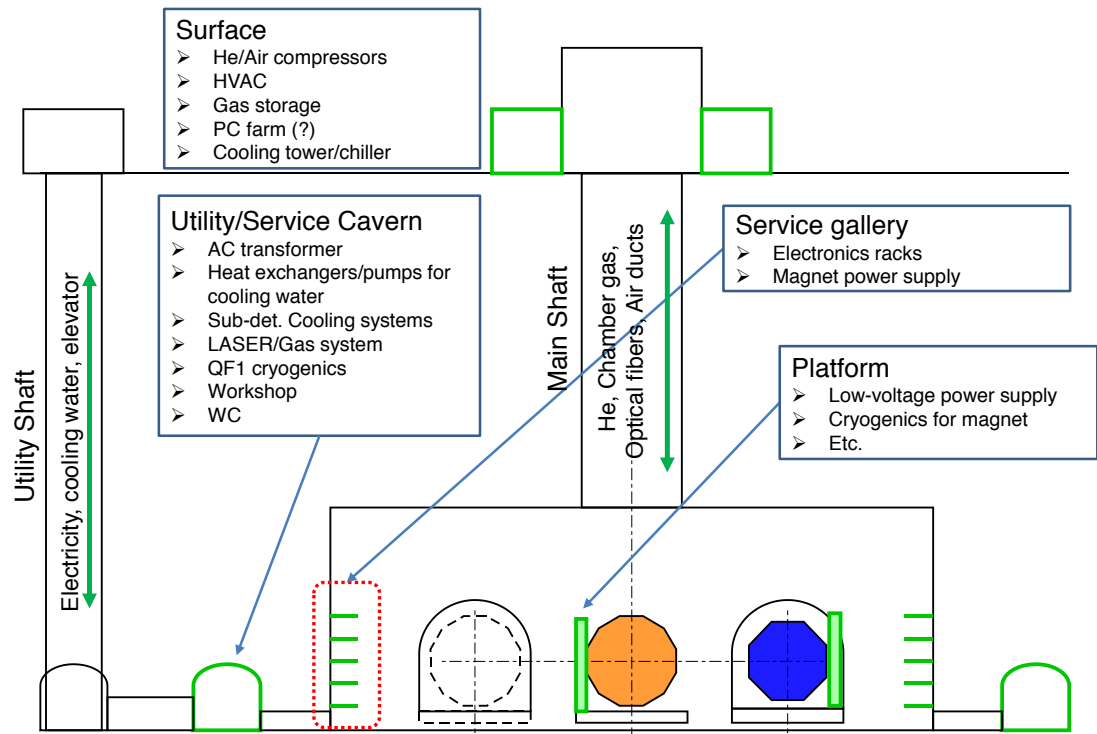 Surface
➢ He/Air compressors
➢ HVAC
➢ Gas storage
➢ PC farm (?)
➢ Cooling tower/chiller
Utility/Service Cavern
➢ AC transformer
➢ Heat exchangers/pumps for
cooling water
➢ Sub-det. Cooling systems
➢ LASER/Gas system
➢ QF1 cryogenics
➢ Workshop
➢ WC
Service gallery
➢ Electronics racks
➢ Magnet power supply
Platform
➢ Low-voltage power supply
➢ Cryogenics for magnet
➢ Etc.
Utility Shaft
Electricity, cooling water, elevator
Main Shaft
He, Chamber gas,
Optical fibers, Air ducts